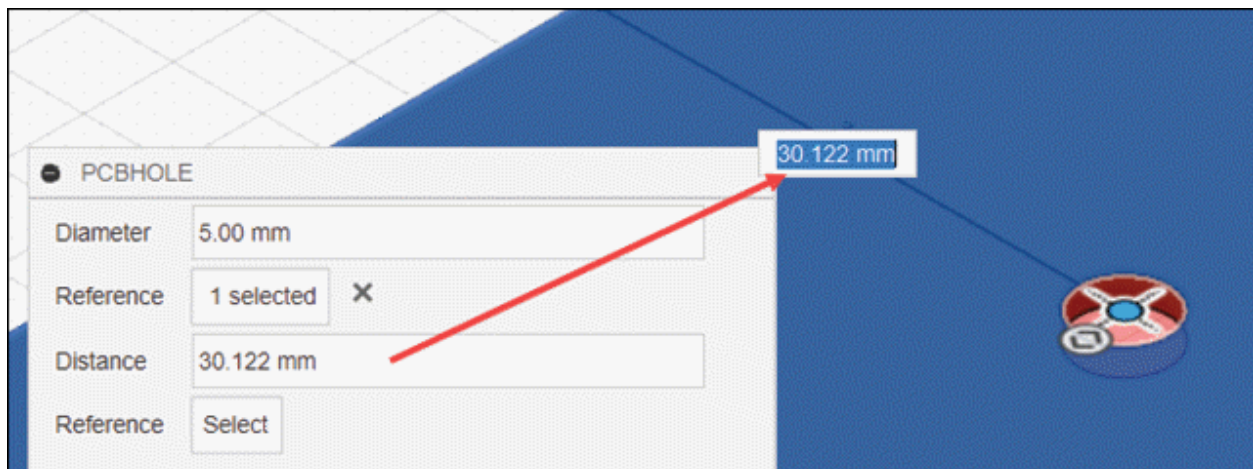 30.122 mm
PCBHOLE
Diameter 5.00 mm
Reference 1 selected
Distance 30.122 mm
Reference Select